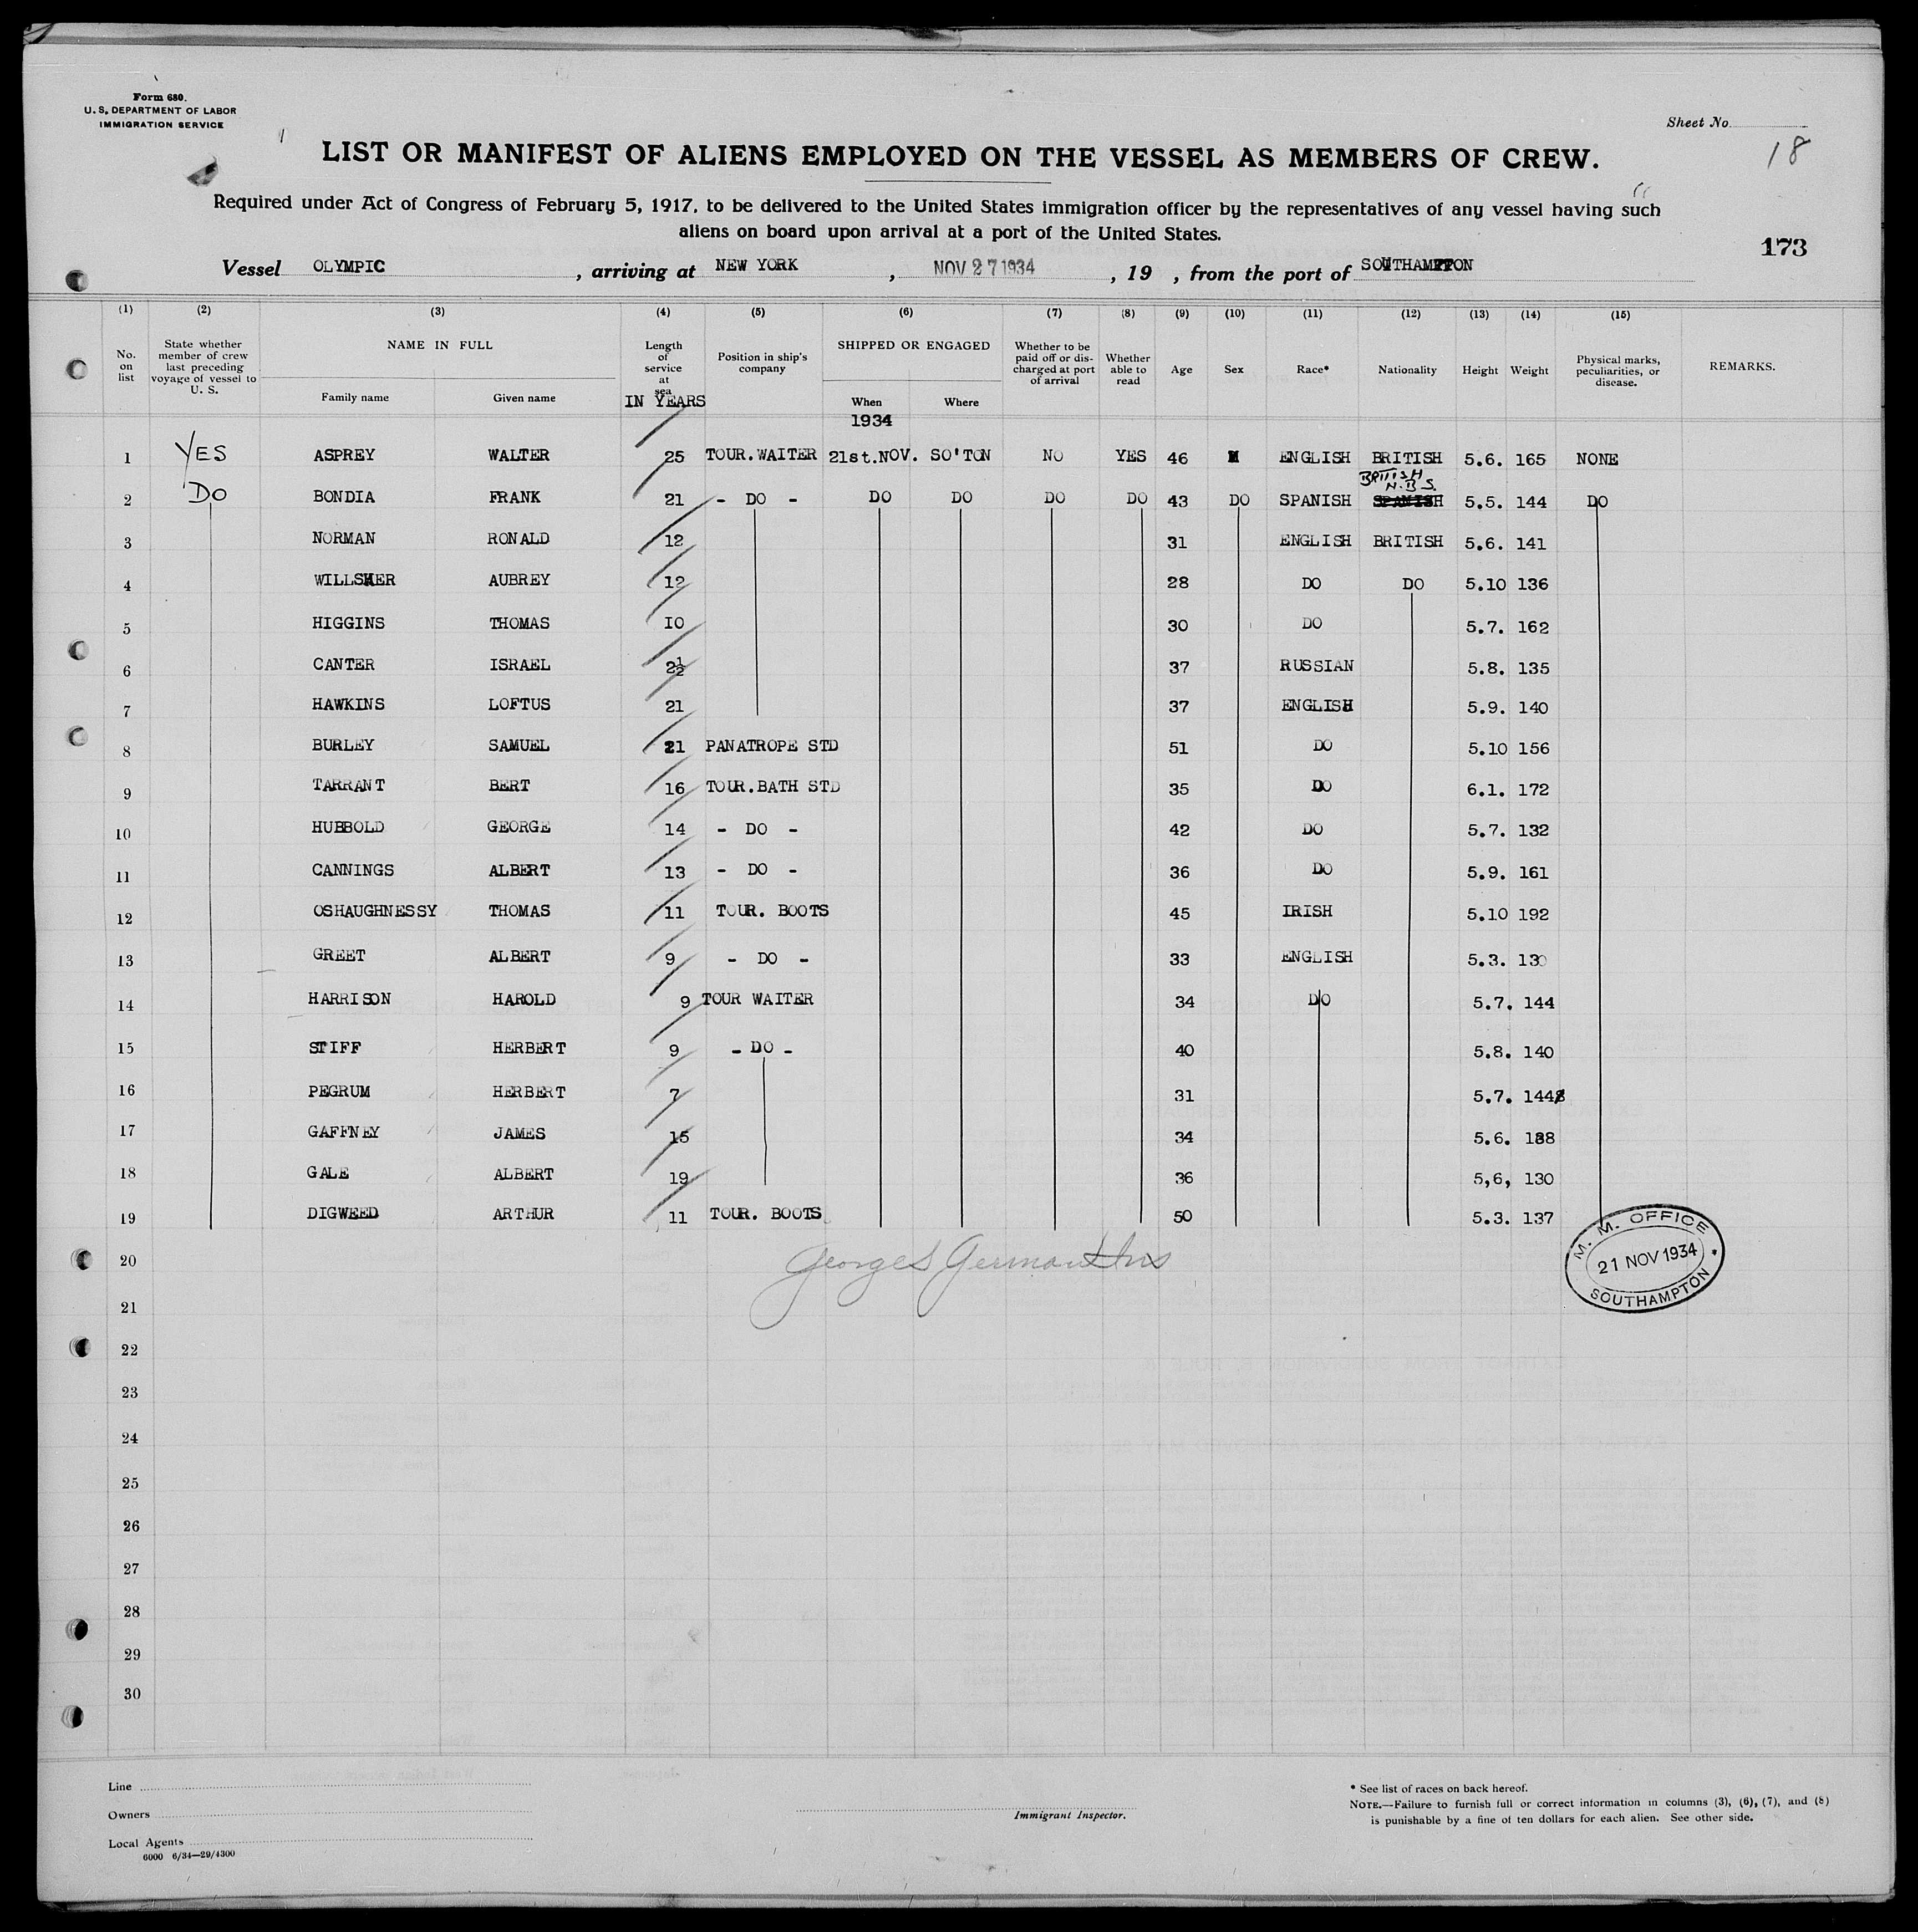 Form 680.
U. S. DEPARTMENT OF LABOR
IMMIGRATION SERVICE
Sheet No.
18
LIST OR MANIFEST OF ALIENS EMPLOYED ON THE VESSEL AS MEMBERS OF CREW.
Required under Act of Congress of February 5, 1917, to be delivered to the United States immigration officer by the representatives of any vessel having such
aliens on board upon arrival at a port of the United States.
173
Vessel OLYMPIC, arriving at NEW YORK, NOV 27 1934, 19 , from the port of SOUTHAMPTON
(1) (2) (3) (4) (5) (6) (7) (8) (9) (10) (11) (12) (13) (14) (15)
No. on list State whether member of crew last preceding voyage of vessel to U. S. NAME IN FULL Family name Given name Length of service at sea IN YEARS Position in ship's company SHIPPED OR ENGAGED When 1934 Where Whether to be paid off or discharged at port of arrival Whether able to read Age Sex Race* Nationality Height Weight Physical marks, peculiarities, or disease. REMARKS.
1 YES ASPREY WALTER 25 TOUR.WAITER 21st.NOV. SO'TON NO YES 46 M ENGLISH BRITISH 5.6. 165 NONE
BRITISH N.B.S.
2 DO BONDIA FRANK 21 - DO - DO DO DO DO 43 DO SPANISH SPANISH 5.5. 144 DO
3 NORMAN RONALD 12 31 ENGLISH BRITISH 5.6. 141
4 WILLSHER AUBREY 12 28 DO DO 5.10 136
5 HIGGINS THOMAS IO 30 DO 5.7. 162
6 CANTER ISRAEL 2½ 37 RUSSIAN 5.8. 135
7 HAWKINS LOFTUS 21 37 ENGLISH 5.9. 140
8 BURLEY SAMUEL 21 PANATROPE STD 51 DO 5.10 156
9 TARRANT BERT 16 TOUR.BATH STD 35 DO 6.1. 172
10 HUBBOLD GEORGE 14 - DO - 42 DO 5.7. 132
11 CANNINGS ALBERT 13 - DO - 36 DO 5.9. 161
12 OSHAUGHNESSY THOMAS 11 TOUR. BOOTS 45 IRISH 5.10 192
13 GREET ALBERT 9 - DO - 33 ENGLISH 5.3. 130
14 HARRISON HAROLD 9 TOUR WAITER 34 DO 5.7. 144
15 STIFF HERBERT 9 - DO - 40 5.8. 140
16 PEGRUM HERBERT 7 31 5.7. 144
17 GAFFNEY JAMES 15 34 5.6. 188
18 GALE ALBERT 19 36 5,6, 130
19 DIGWEED ARTHUR 11 TOUR. BOOTS 50 5.3. 137
M. M. OFFICE
21 NOV 1934
SOUTHAMPTON
20
21
22
23
24
25
26
27
28
29
30
Line
Owners
Local Agents
6000 6/34—29/4300
Immigrant Inspector.
* See list of races on back hereof.
NOTE.—Failure to furnish full or correct information in columns (3), (6), (7), and (8)
is punishable by a fine of ten dollars for each alien. See other side.